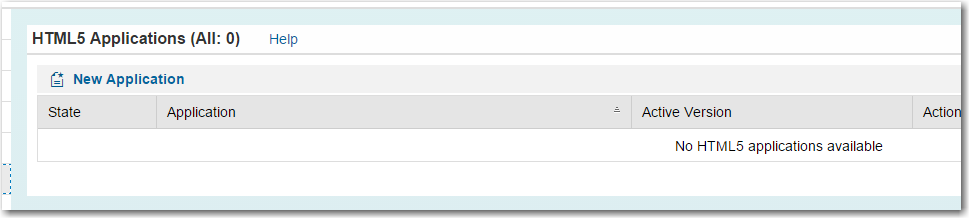 HTML5 Applications (All: 0) Help
New Application
State Application Active Version Action
No HTML5 applications available